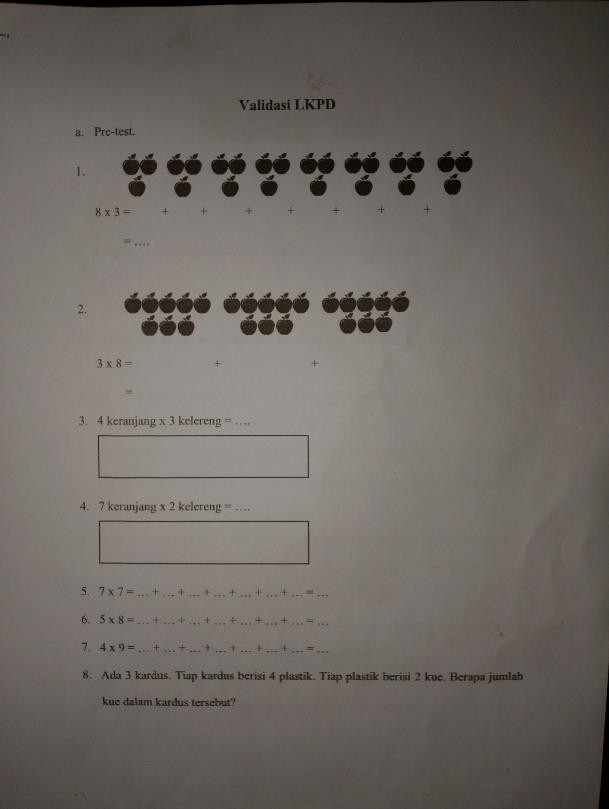 Validasi LKPD
a. Pre-test.
1.
8 x 3 = + + + + + + +
= ....
2.
3 x 8 = + +
=
3. 4 keranjang x 3 kelereng = ....
4. 7 keranjang x 2 kelereng = ....
5. 7 x 7 = ... + ... + ... + ... + ... + ... + ... = ...
6. 5 x 8 = ... + ... + ... + ... + ... + ... + ... = ...
7. 4 x 9 = ... + ... + ... + ... + ... + ... + ... = ...
8. Ada 3 kardus. Tiap kardus berisi 4 plastik. Tiap plastik berisi 2 kue. Berapa jumlah
kue dalam kardus tersebut?